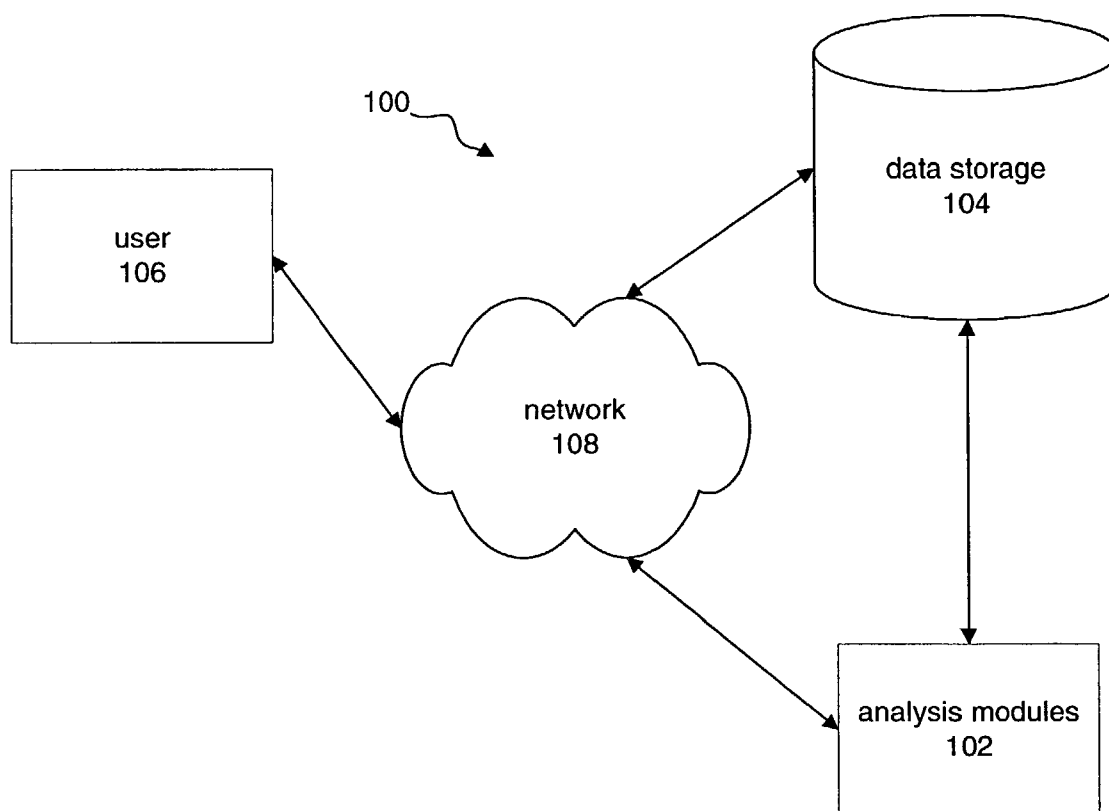 100
data storage
104
user
106
network
108
analysis modules
102